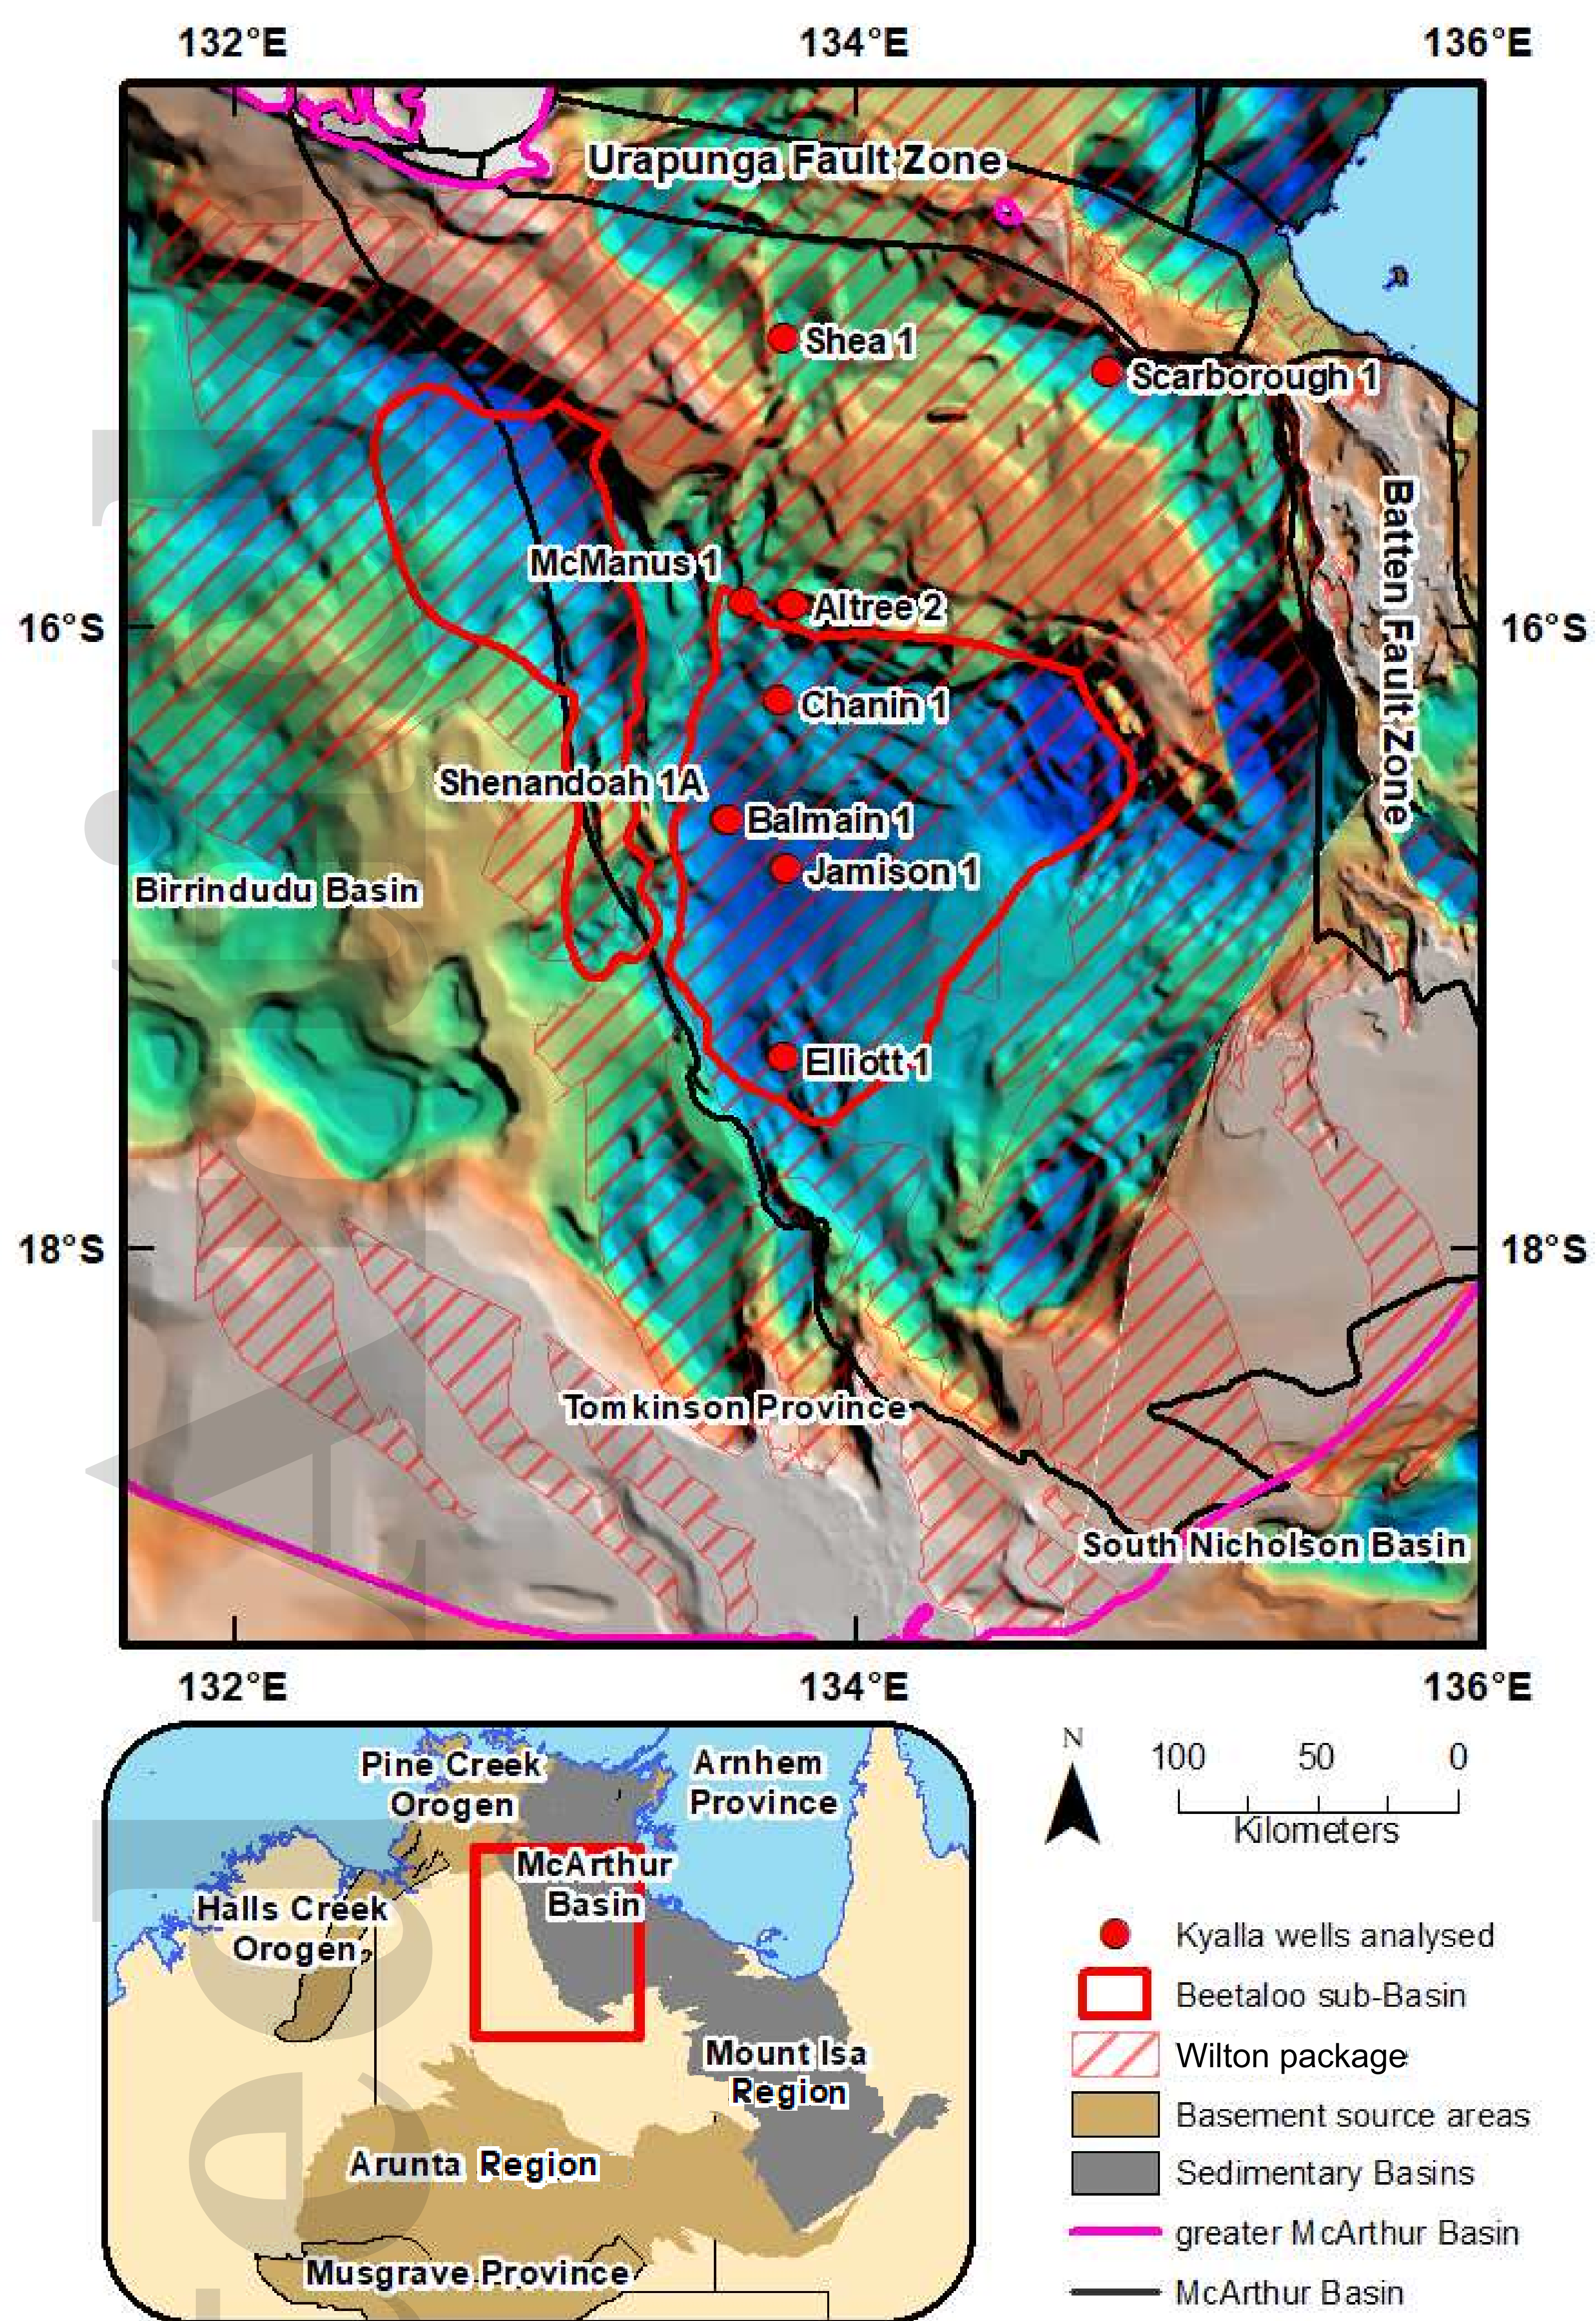 132°E 134°E 136°E
Urapunga Fault Zone
Shea 1
Scarborough 1
Batten Fault Zone
McManus 1
Altree 2
16°S 16°S
Chanin 1
Shenandoah 1A
Balmain 1
Jamison 1
Birrindudu Basin
Elliott 1
18°S 18°S
Tomkinson Province
South Nicholson Basin
132°E 134°E 136°E
Pine Creek
Orogen
Arnhem
Province
McArthur
Basin
Halls Creek
Orogen
Mount Isa
Region
Arunta Region
Musgrave Province
N
100 50 0
Kilometers
Kyalla wells analysed
Beetaloo sub-Basin
Wilton package
Basement source areas
Sedimentary Basins
greater McArthur Basin
McArthur Basin